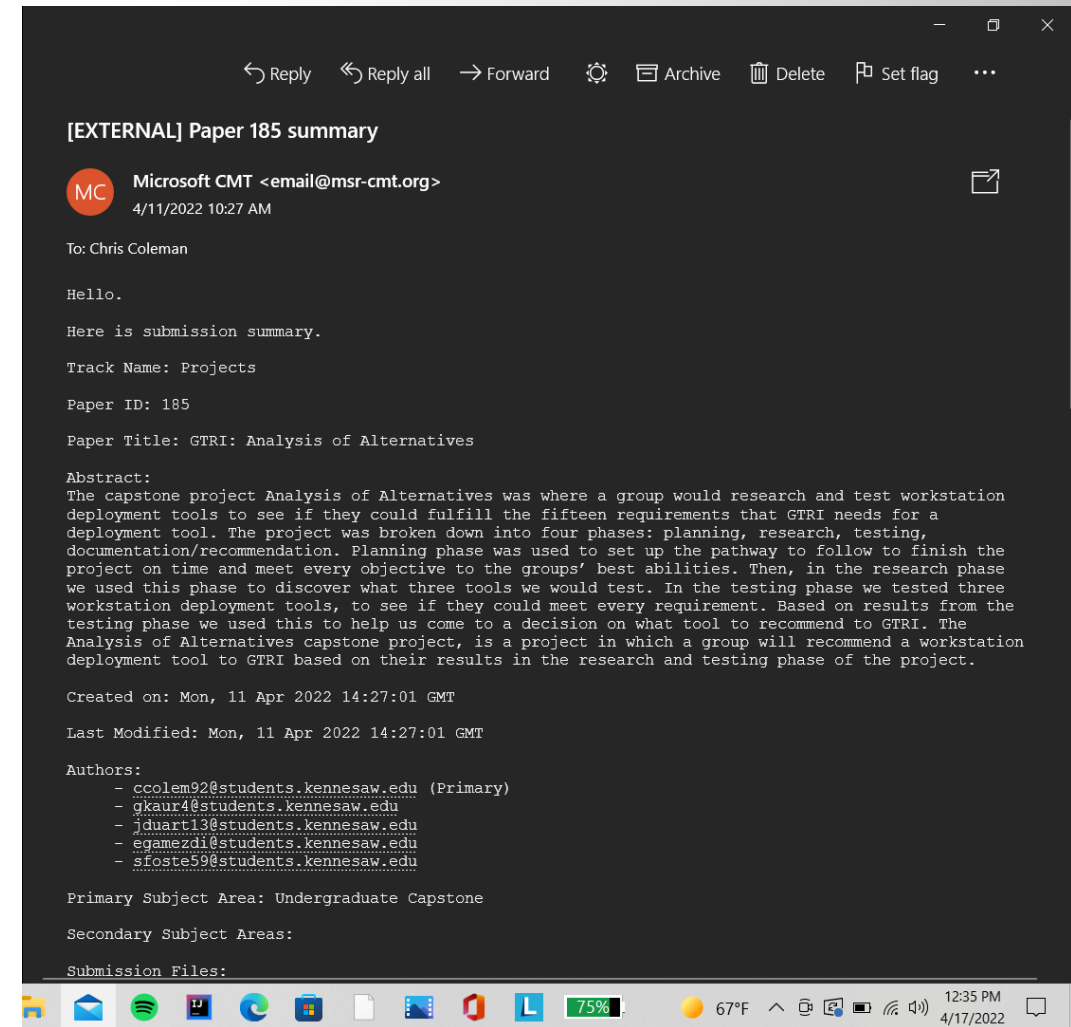 Reply Reply all Forward Archive Delete Set flag
[EXTERNAL] Paper 185 summary
MC
Microsoft CMT <email@msr-cmt.org>
4/11/2022 10:27 AM
To: Chris Coleman
Hello.
Here is submission summary.
Track Name: Projects
Paper ID: 185
Paper Title: GTRI: Analysis of Alternatives
Abstract:
The capstone project Analysis of Alternatives was where a group would research and test workstation
deployment tools to see if they could fulfill the fifteen requirements that GTRI needs for a
deployment tool. The project was broken down into four phases: planning, research, testing,
documentation/recommendation. Planning phase was used to set up the pathway to follow to finish the
project on time and meet every objective to the groups' best abilities. Then, in the research phase
we used this phase to discover what three tools we would test. In the testing phase we tested three
workstation deployment tools, to see if they could meet every requirement. Based on results from the
testing phase we used this to help us come to a decision on what tool to recommend to GTRI. The
Analysis of Alternatives capstone project, is a project in which a group will recommend a workstation
deployment tool to GTRI based on their results in the research and testing phase of the project.
Created on: Mon, 11 Apr 2022 14:27:01 GMT
Last Modified: Mon, 11 Apr 2022 14:27:01 GMT
Authors:
- ccolem92@students.kennesaw.edu (Primary)
- gkaur4@students.kennesaw.edu
- jduart13@students.kennesaw.edu
- egamezdi@students.kennesaw.edu
- sfoste59@students.kennesaw.edu
Primary Subject Area: Undergraduate Capstone
Secondary Subject Areas:
Submission Files:
IJ L 75% 67°F 12:35 PM
4/17/2022